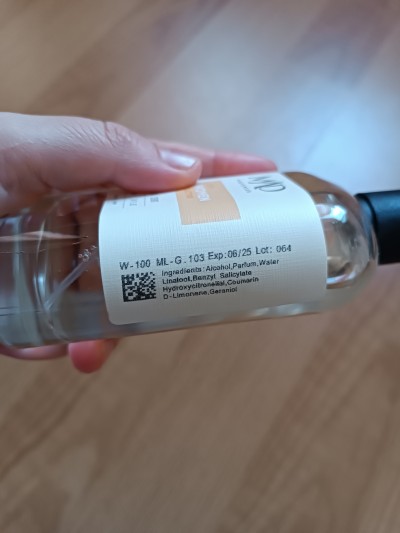 W-100 ML-G.103 Exp:06/25 Lot: 064
Ingredients:Alcohol,Parfum,Water
Linalool,Benzyl Salicylate
Hydroxycitronellal,Coumarin
D-Limonene,Geraniol